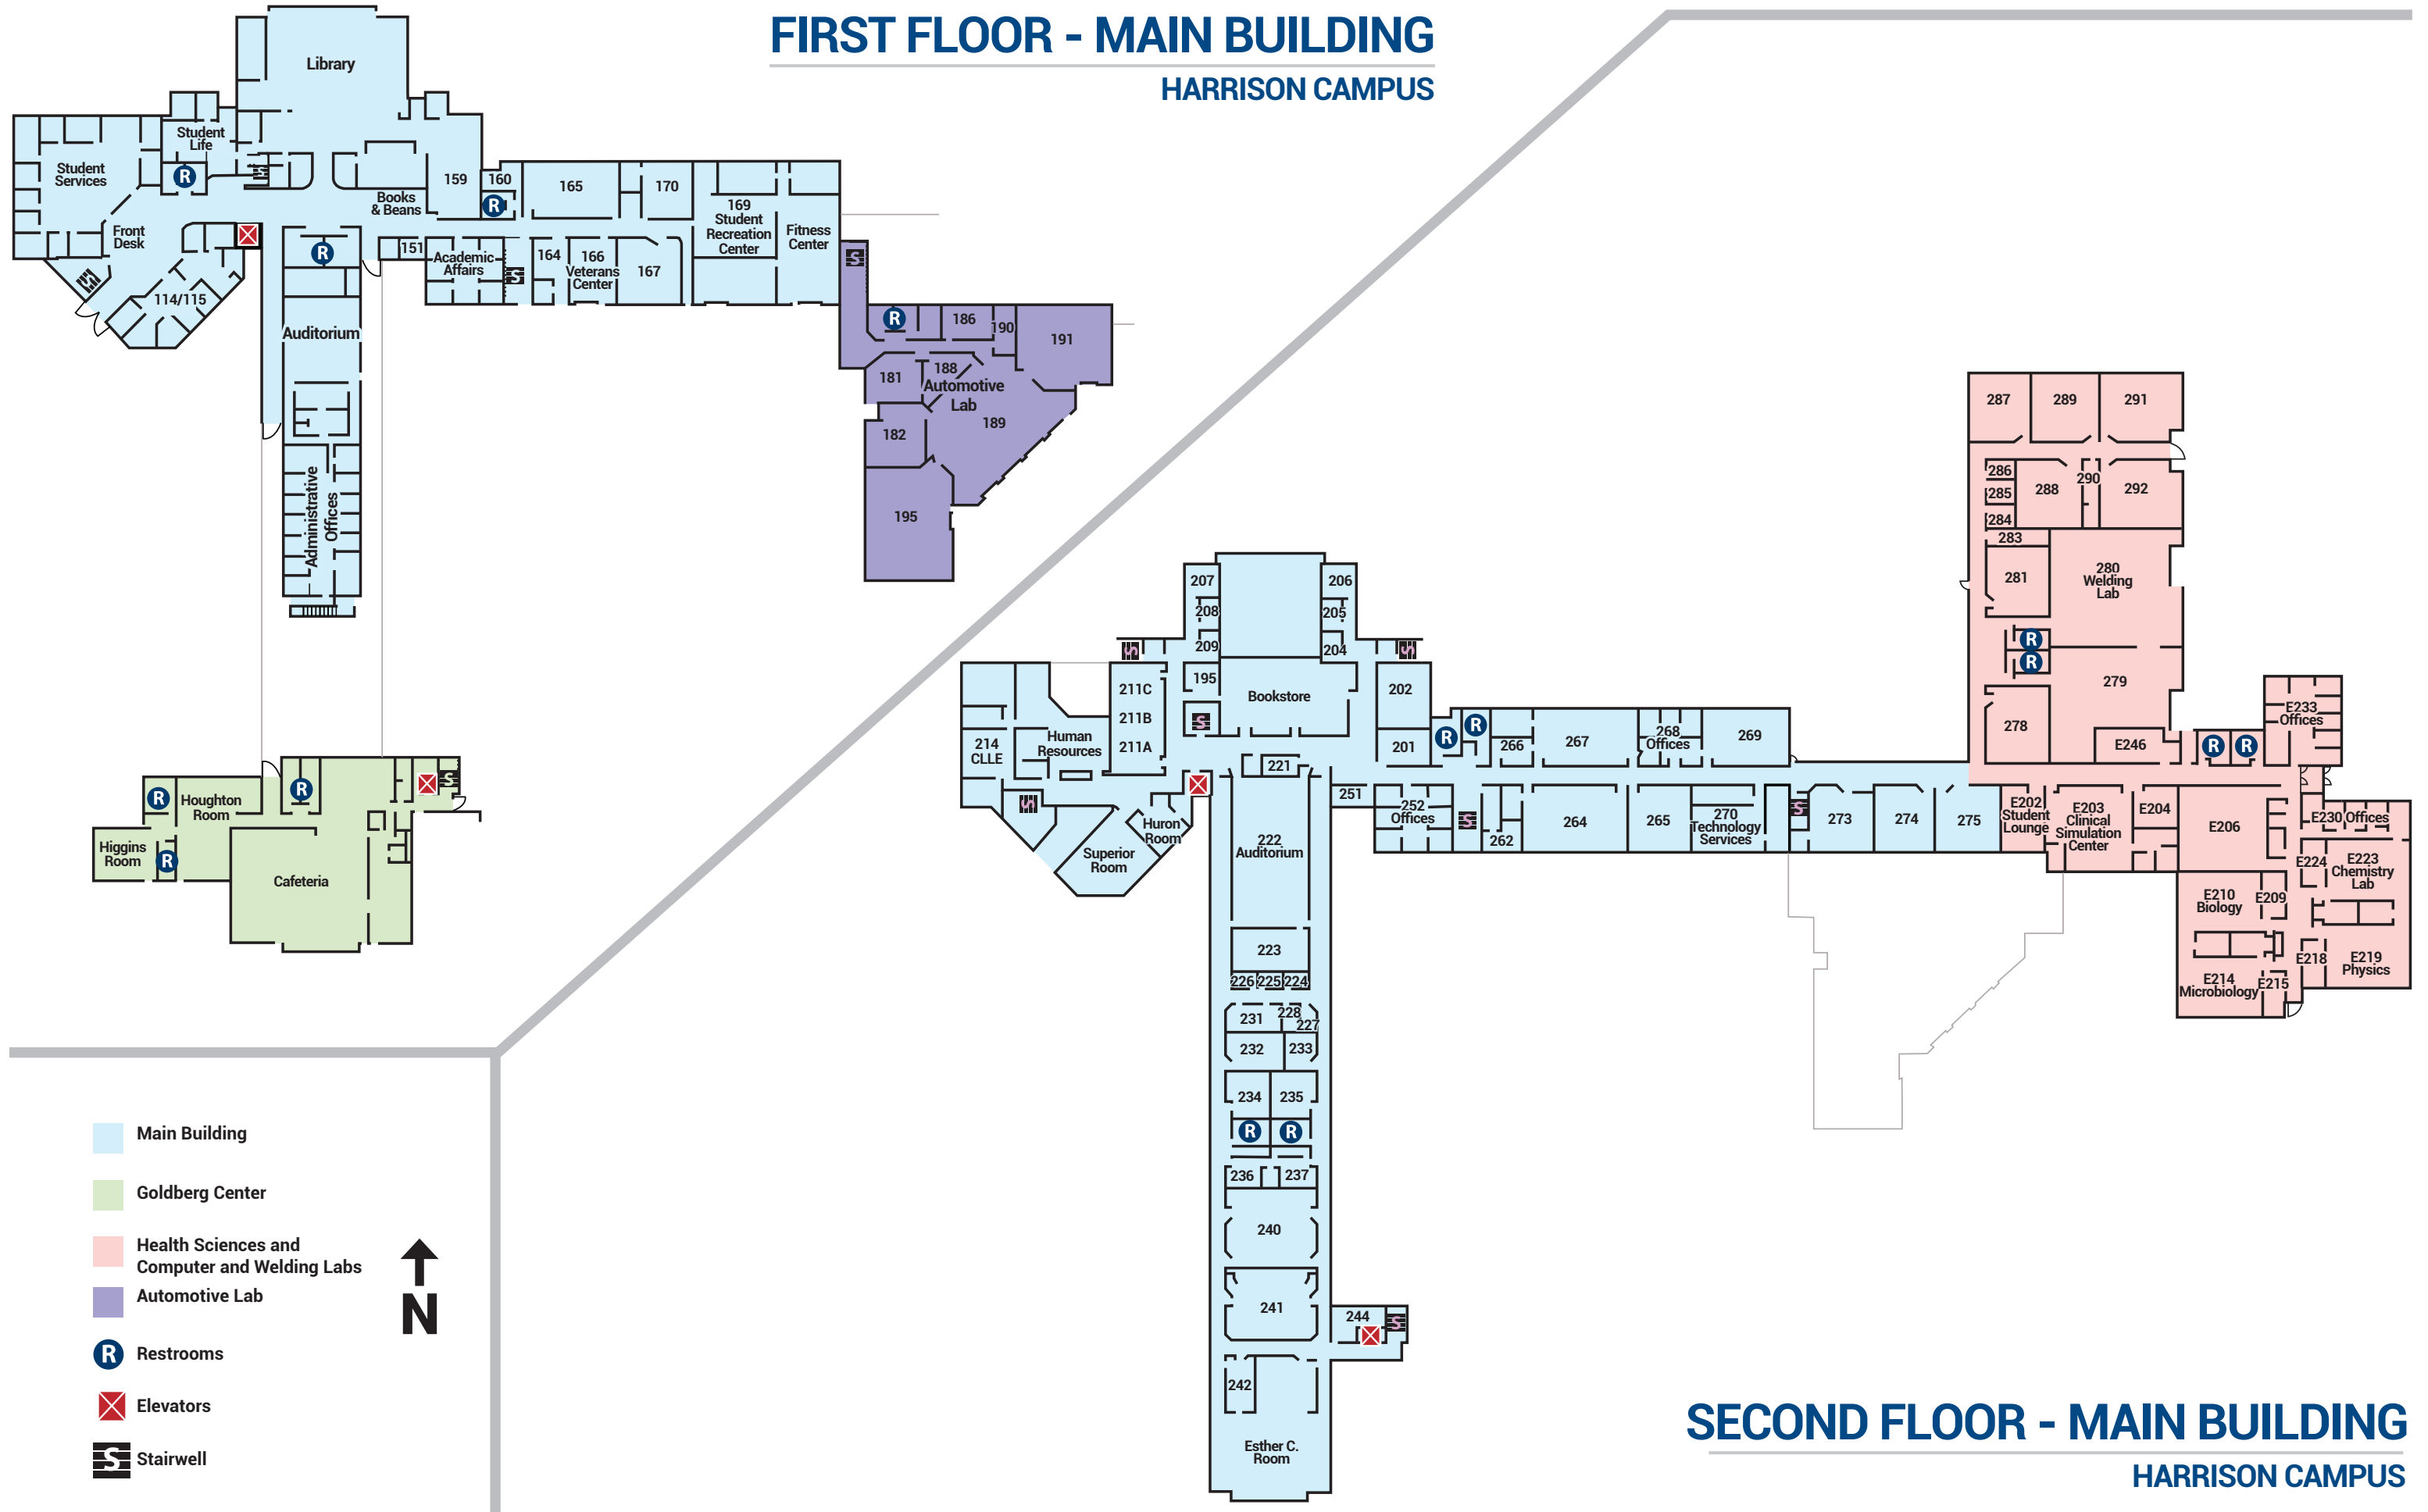 FIRST FLOOR - MAIN BUILDING
HARRISON CAMPUS
Library
Student
Life
Student
Services
R
S
Books
& Beans
159
160
R
165
170
169
Student
Recreation
Center
Fitness
Center
Front
Desk
R
151
Academic
Affairs
S
164
166
Veterans
Center
167
S
S
114/115
Auditorium
R
186
190
191
181
188
Automotive
Lab
189
182
195
Administrative
Offices
R
Houghton
Room
R
S
Higgins
Room
R
Cafeteria
Main Building
Goldberg Center
Health Sciences and
Computer and Welding Labs
Automotive Lab
R
Restrooms
Elevators
S
Stairwell
N
287
289
291
286
285
284
288
290
292
283
281
280
Welding
Lab
R
R
279
278
E246
R
R
E233
Offices
207
208
209
206
205
204
S
S
195
Bookstore
S
202
201
211C
211B
211A
214
CLLE
Human
Resources
S
Huron
Room
Superior
Room
221
R
R
266
267
268
Offices
269
251
252
Offices
S
262
264
265
270
Technology
Services
S
273
274
275
E202
Student
Lounge
E203
Clinical
Simulation
Center
E204
E206
E230
Offices
E224
E223
Chemistry
Lab
E210
Biology
E209
E218
E219
Physics
E214
Microbiology
E215
222
Auditorium
223
226
225
224
231
228
227
232
233
234
235
R
R
236
237
240
241
244
S
242
Esther C.
Room
SECOND FLOOR - MAIN BUILDING
HARRISON CAMPUS